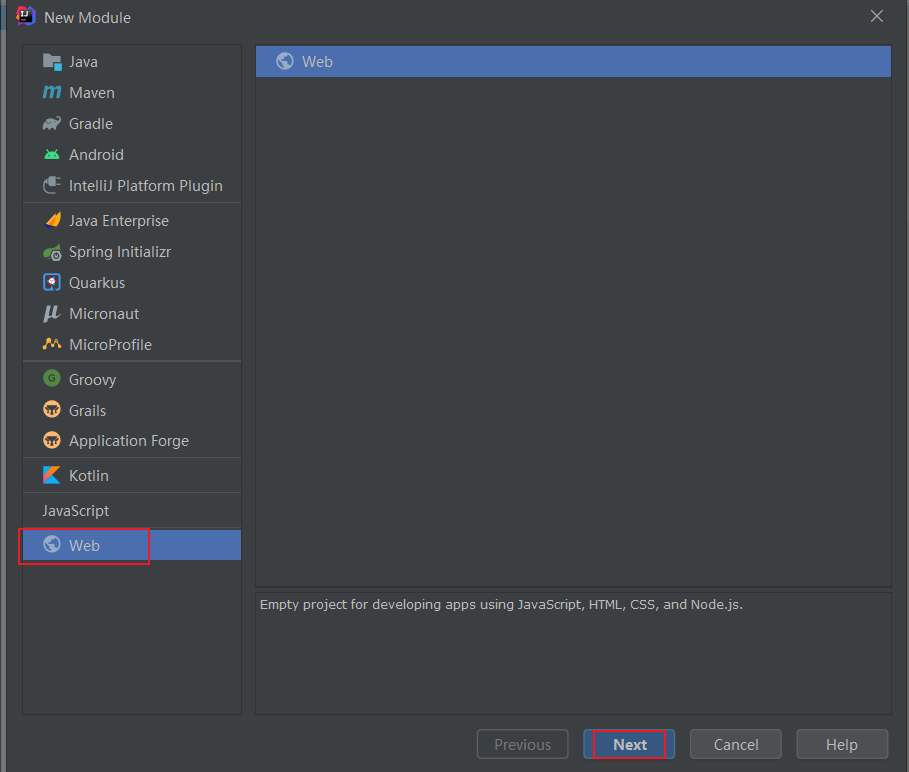 New Module
Java
Maven
Gradle
Android
IntelliJ Platform Plugin
Java Enterprise
Spring Initializr
Quarkus
Micronaut
MicroProfile
Groovy
Grails
Application Forge
Kotlin
JavaScript
Web
Web
Empty project for developing apps using JavaScript, HTML, CSS, and Node.js.
Previous Next Cancel Help